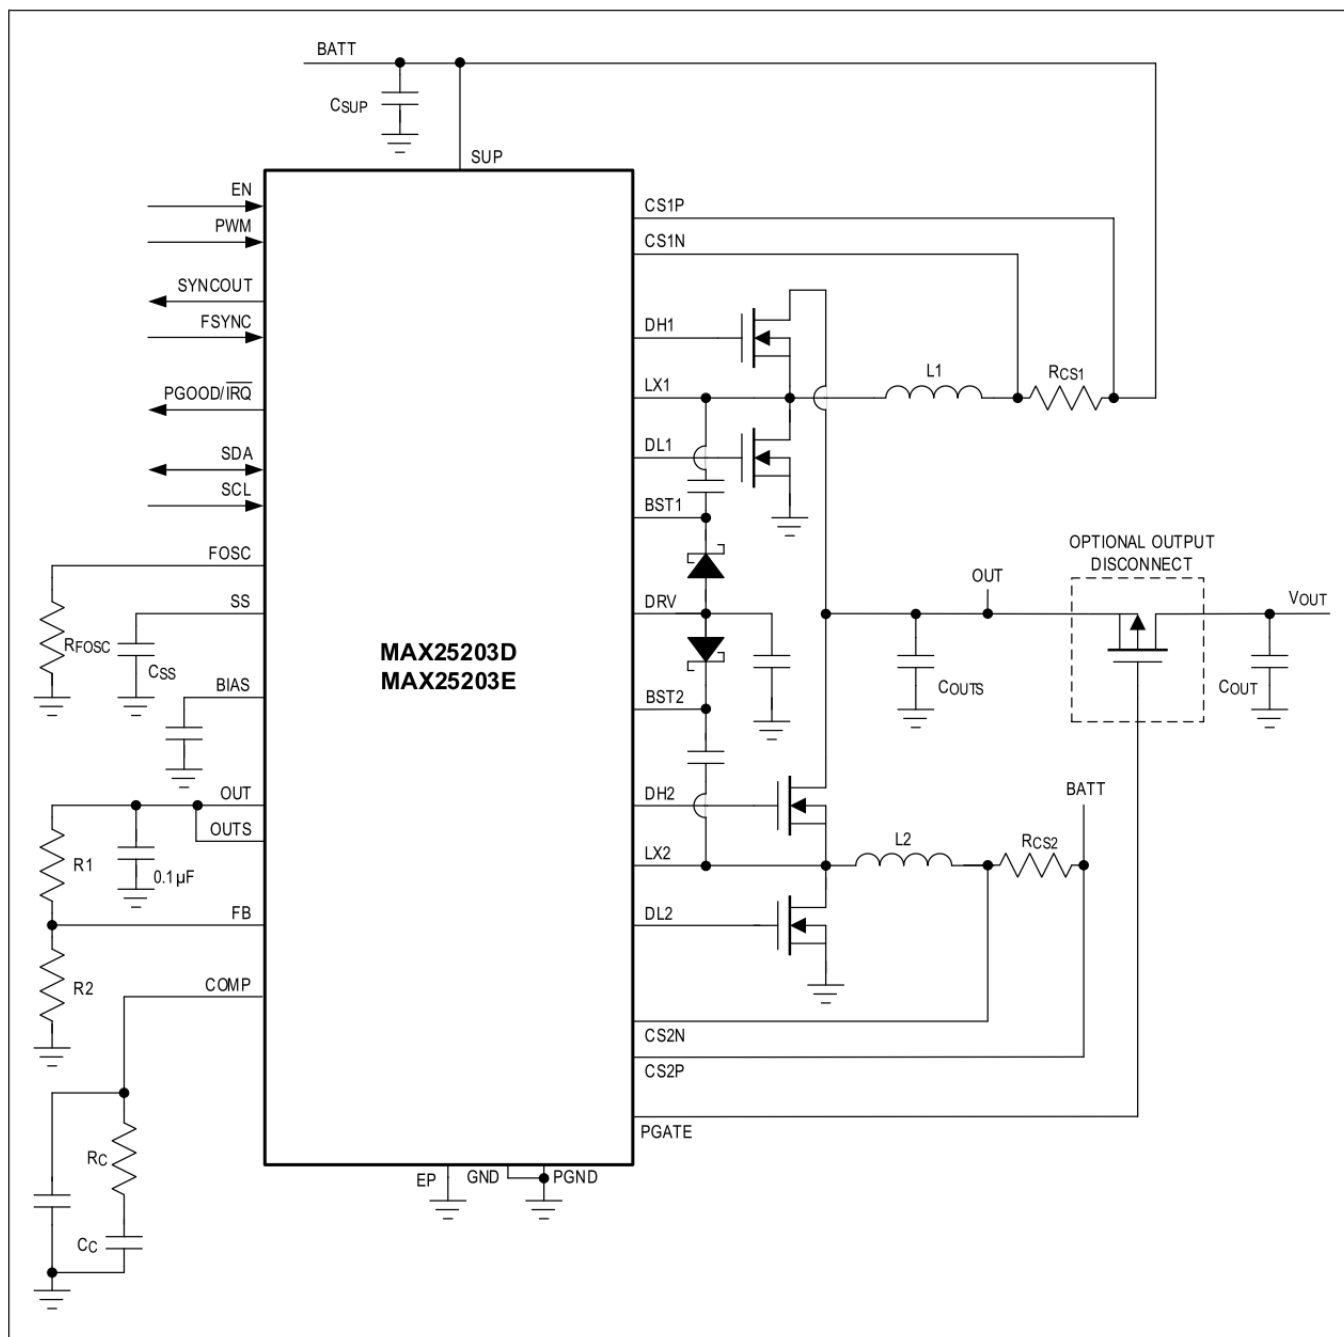 BATT
CSUP
SUP
EN
PWM
SYNCOUT
FSYNC
PGOOD/IRQ
SDA
SCL
FOSC
RFOSC
SS
CSS
BIAS
OUT
OUTS
R1
0.1µF
FB
R2
COMP
RC
CC
MAX25203D
MAX25203E
EP
GND
PGND
CS1P
CS1N
DH1
LX1
L1
RCS1
DL1
BST1
DRV
BST2
OPTIONAL OUTPUT
DISCONNECT
OUT
VOUT
COUTS
COUT
DH2
BATT
LX2
L2
RCS2
DL2
CS2N
CS2P
PGATE